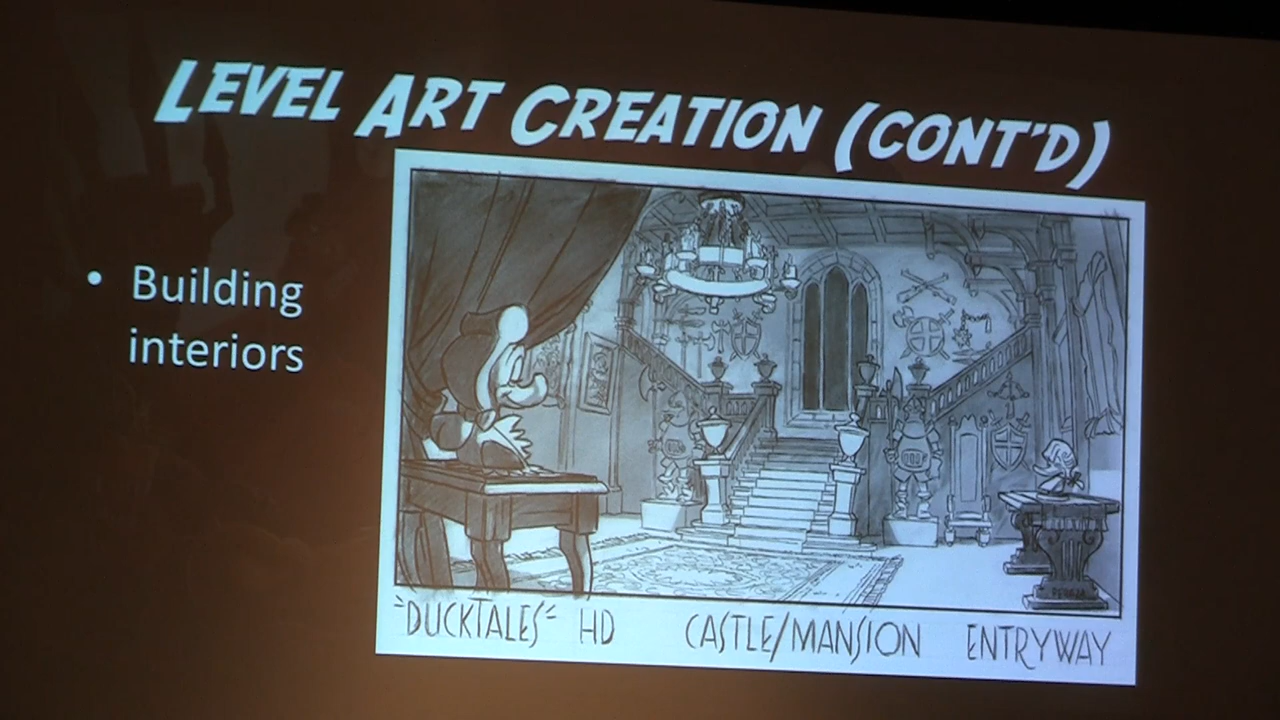 LEVEL ART CREATION (CONT'D)
• Building
interiors
"DUCKTALES" HD CASTLE/MANSION ENTRYWAY